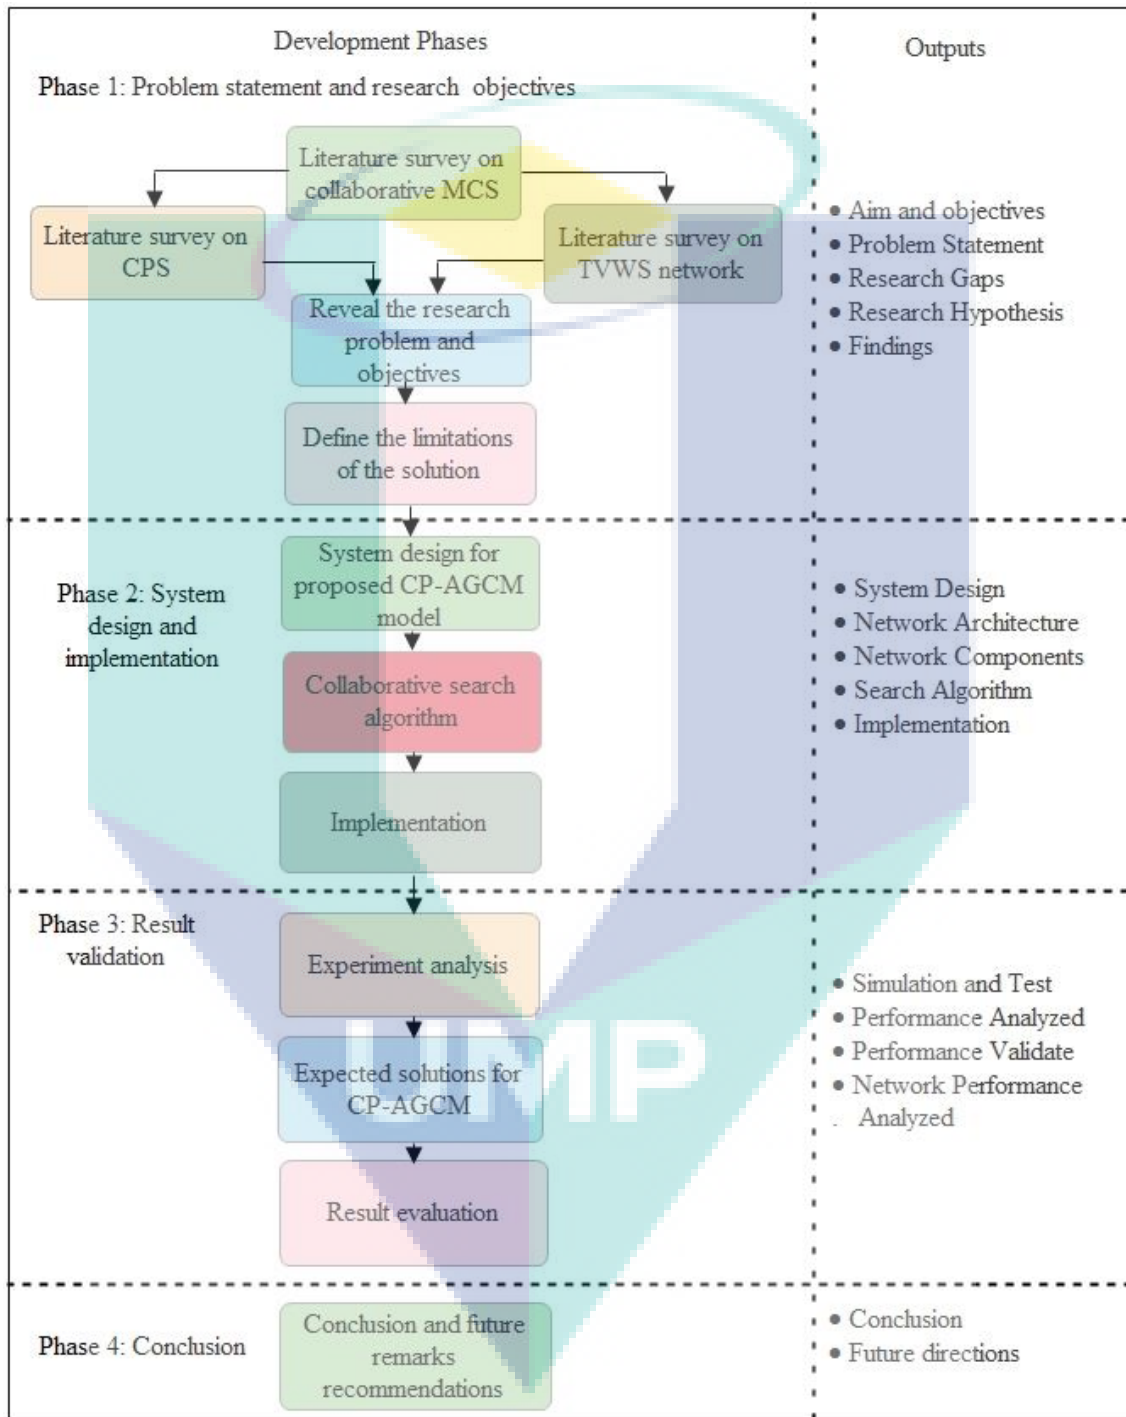 Development Phases
Outputs
Phase 1: Problem statement and research objectives
Literature survey on
collaborative MCS
Literature survey on
CPS
Literature survey on
TVWS network
Reveal the research
problem and
objectives
Define the limitations
of the solution
● Aim and objectives
● Problem Statement
● Research Gaps
● Research Hypothesis
● Findings
Phase 2: System
design and
implementation
System design for
proposed CP-AGCM
model
Collaborative search
algorithm
Implementation
● System Design
● Network Architecture
● Network Components
● Search Algorithm
● Implementation
Phase 3: Result
validation
Experiment analysis
Expected solutions for
CP-AGCM
Result evaluation
● Simulation and Test
● Performance Analyzed
● Performance Validate
● Network Performance
. Analyzed
UMP
Phase 4: Conclusion
Conclusion and future
remarks
recommendations
● Conclusion
● Future directions